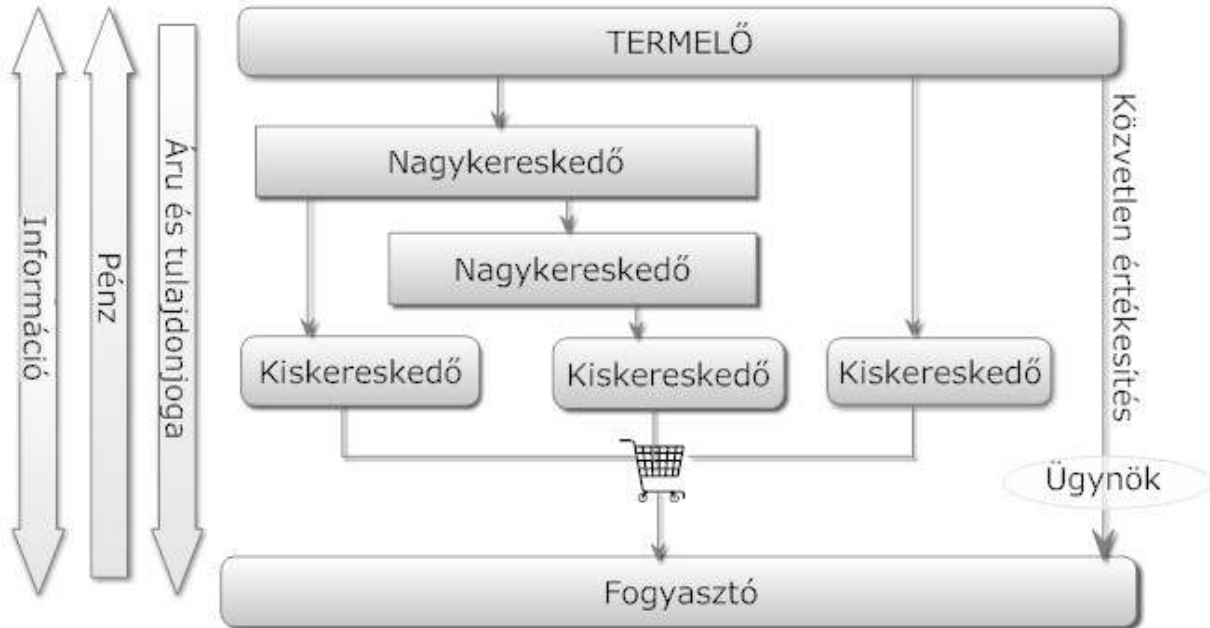 TERMELŐ
Nagykereskedő
Nagykereskedő
Kiskereskedő
Kiskereskedő
Kiskereskedő
Fogyasztó
Információ
Pénz
Áru és tulajdonjoga
Közvetlen értékesítés
Ügynök